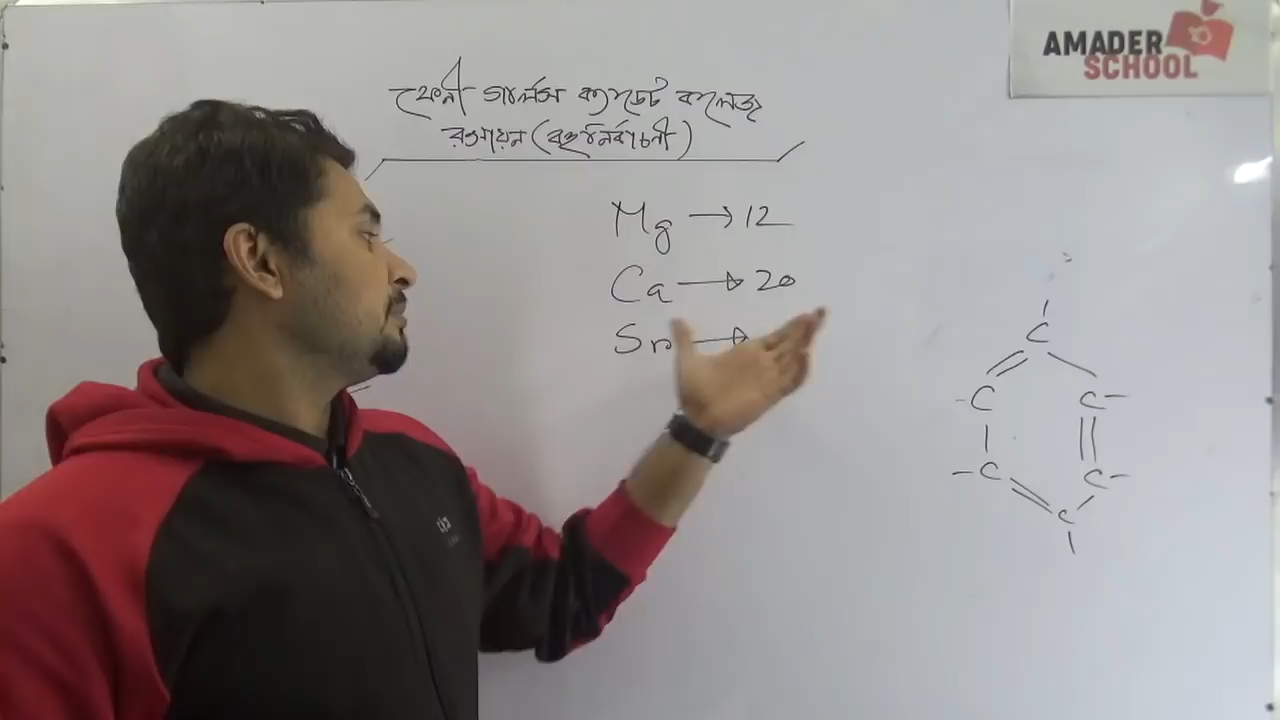 ফেনী গার্লস ক্যাডেট কলেজ
রসায়ন (বহুনির্বাচনী)
AMADER
SCHOOL
Mg → 12
Ca → 20
Sr →
C
C C
C C
C